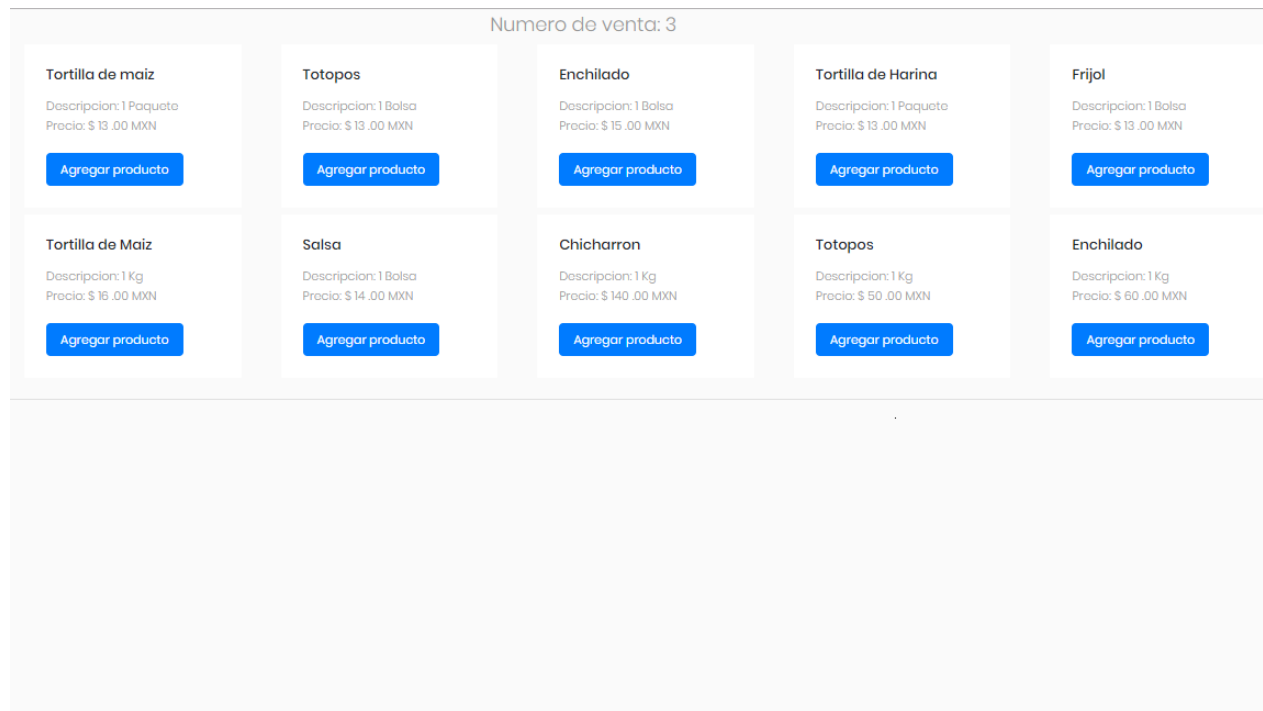 Numero de venta: 3
Tortilla de maiz
Descripcion: 1 Paquete
Precio: $ 13 .00 MXN
Agregar producto
Totopos
Descripcion: 1 Bolsa
Precio: $ 13 .00 MXN
Agregar producto
Enchilado
Descripcion: 1 Bolsa
Precio: $ 15 .00 MXN
Agregar producto
Tortilla de Harina
Descripcion: 1 Paquete
Precio: $ 13 .00 MXN
Agregar producto
Frijol
Descripcion: 1 Bolsa
Precio: $ 13 .00 MXN
Agregar producto
Tortilla de Maiz
Descripcion: 1 Kg
Precio: $ 16 .00 MXN
Agregar producto
Salsa
Descripcion: 1 Bolsa
Precio: $ 14 .00 MXN
Agregar producto
Chicharron
Descripcion: 1 Kg
Precio: $ 140 .00 MXN
Agregar producto
Totopos
Descripcion: 1 Kg
Precio: $ 50 .00 MXN
Agregar producto
Enchilado
Descripcion: 1 Kg
Precio: $ 60 .00 MXN
Agregar producto